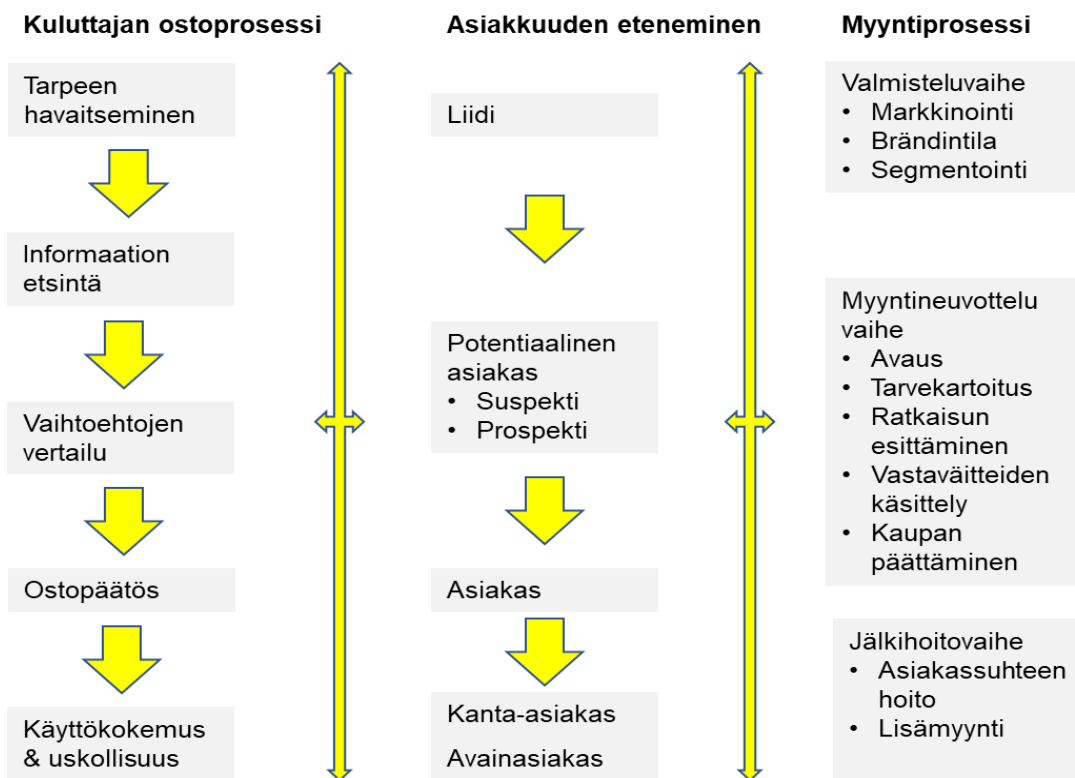 Kuluttajan ostoprosessi
Tarpeen
havaitseminen
Informaation
etsintä
Vaihtoehtojen
vertailu
Ostopäätös
Käyttökokemus
& uskollisuus
Asiakkuuden eteneminen
Liidi
Potentiaalinen
asiakas
• Suspekti
• Prospekti
Asiakas
Kanta-asiakas
Avainasiakas
Myyntiprosessi
Valmisteluvaihe
• Markkinointi
• Brändintila
• Segmentointi
Myyntineuvottelu
vaihe
• Avaus
• Tarvekartoitus
• Ratkaisun
esittäminen
• Vastaväitteiden
käsittely
• Kaupan
päättäminen
Jälkihoitovaihe
• Asiakassuhteen
hoito
• Lisämyynti